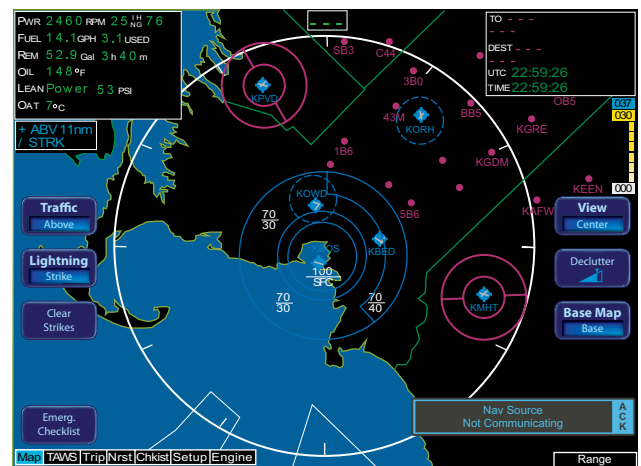 PWR 2460 RPM 25 IN HG 76
FUEL 14.1 GPH 3.1 USED
REM 52.9 Gal 3h40m
OIL 148°F
LEAN Power 53 PSI
OAT 7°C
+ ABV 11nm
/ STRK
Traffic
Above
Lightning
Strike
Clear
Strikes
Emerg.
Checklist
- - -
TO - - -
- - -
DEST - - -
- - -
UTC 22:59:26
TIME 22:59:26
037
030
000
View
Center
Declutter
Base Map
Base
SB3
C44
3B0
KPVD
43M
KORH
BB5
OB5
KGRE
1B6
KGDM
KEEN
KOWD
5B6
KAFW
70
30
KBED
KBOS
100
SFC
70
30
70
40
KMHT
Nav Source
Not Communicating
ACK
Map TAWS Trip Nrst Chklst Setup Engine
Range